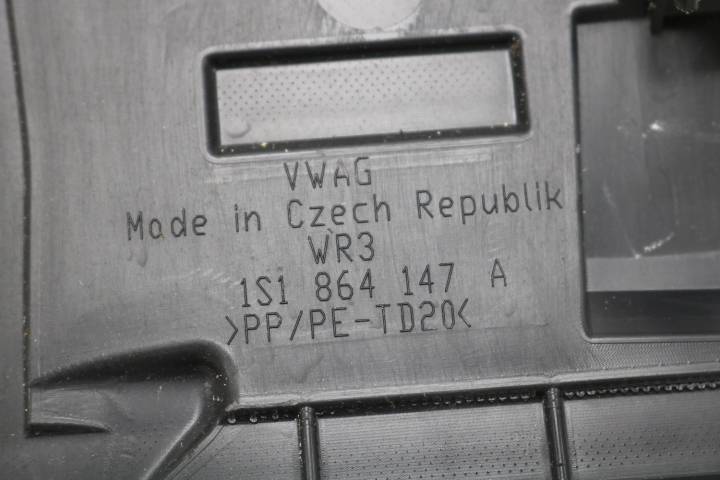 VWAG
Made in Czech Republik
WR3
1S1 864 147 A
>PP/PE-TD20<